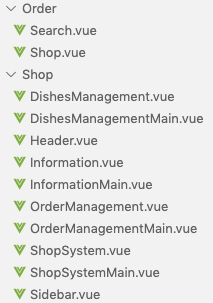 Order
Search.vue
Shop.vue
Shop
DishesManagement.vue
DishesManagementMain.vue
Header.vue
Information.vue
InformationMain.vue
OrderManagement.vue
OrderManagementMain.vue
ShopSystem.vue
ShopSystemMain.vue
Sidebar.vue